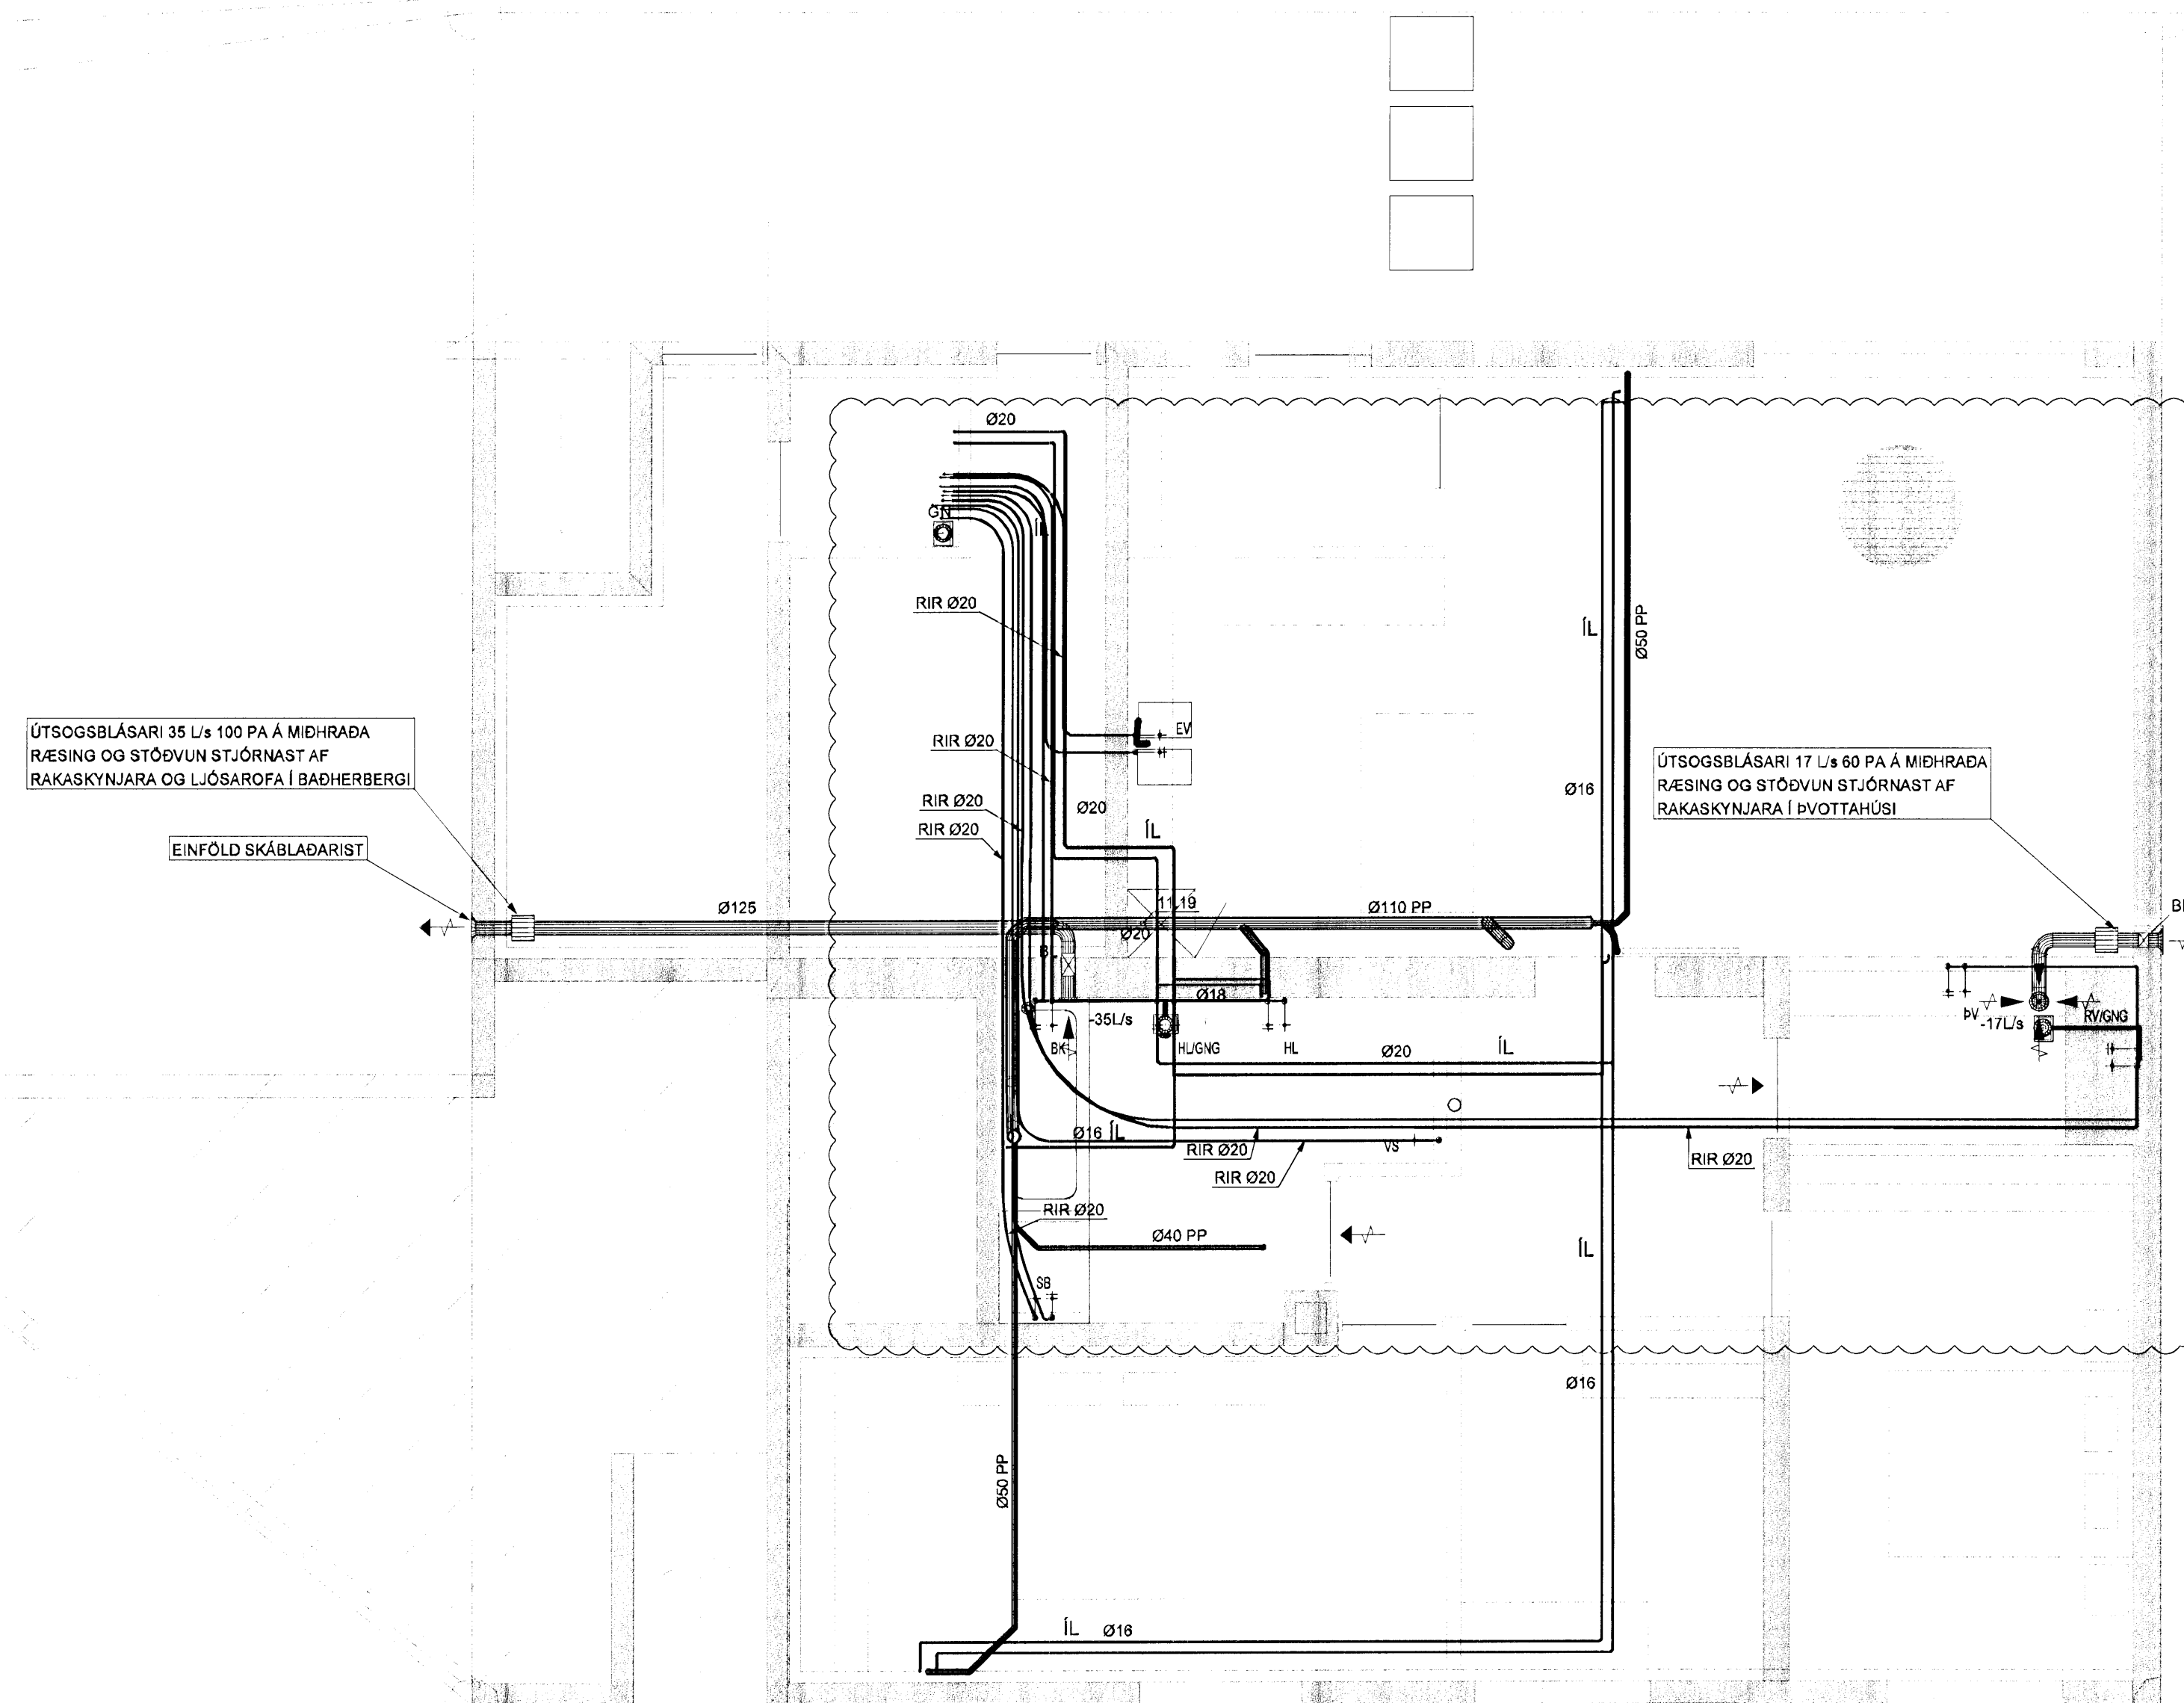 Ø20
GN
ÍL
RIR Ø20
ÍL
Ø50 PP
ÚTSOGSBLÁSARI 35 L/s 100 PA Á MIÐHRAÐA
RÆSING OG STÖÐVUN STJÓRNAST AF
RAKASKYNJARA OG LJÓSAROFA Í BAÐHERBERGI
EV
RIR Ø20
ÚTSOGSBLÁSARI 17 L/s 60 PA Á MIÐHRAÐA
RÆSING OG STÖÐVUN STJÓRNAST AF
RAKASKYNJARA Í ÞVOTTAHÚSI
Ø16
RIR Ø20
Ø20
RIR Ø20
ÍL
EINFÖLD SKÁBLAÐARIST
Ø125
11,19
Ø110 PP
Ø20
Ø18
-35L/s
BK
HL/GNG
HL
Ø20
ÍL
ÞV
-17L/s
RV/GNG
Ø16
ÍL
RIR Ø20
VS
RIR Ø20
RIR Ø20
RIR Ø20
Ø40 PP
ÍL
SB
Ø16
Ø50 PP
ÍL
Ø16